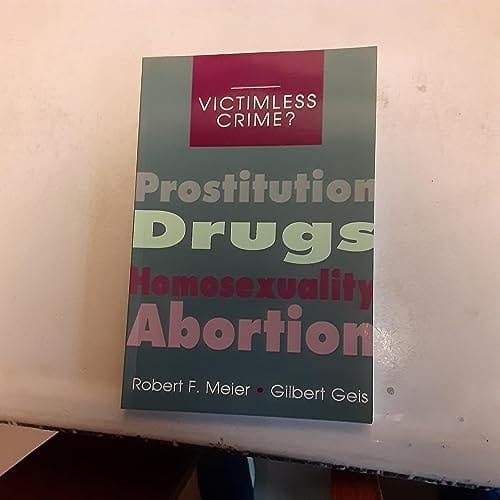 VICTIMLESS
CRIME?
Prostitution
Drugs
Homosexuality
Abortion
Robert F. Meier • Gilbert Geis